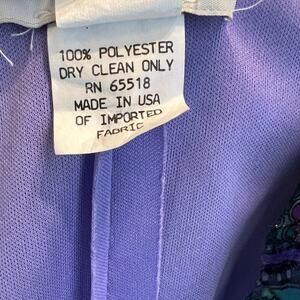 100% POLYESTER
DRY CLEAN ONLY
RN 65518
MADE IN USA
OF IMPORTED
FABRIC